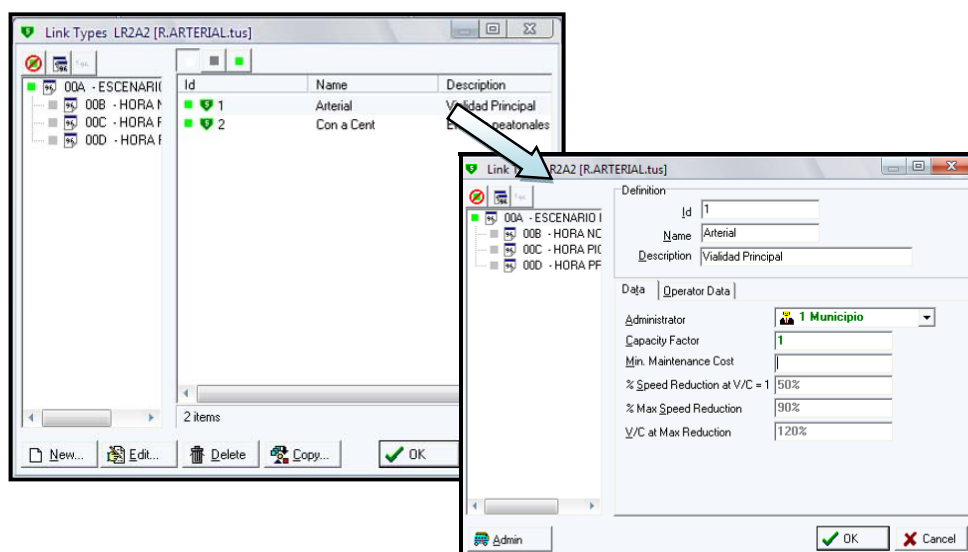 Link Types LR2A2 [R.ARTERIAL.tus]
00A - ESCENARI
00B - HORA
00C - HORA
00D - HORA
Id Name Description
1 Arterial Vialidad Principal
2 Con a Cent peatonales
2 items
New... Edit... Delete Copy... OK
Link R2A2 [R.ARTERIAL.tus]
00A - ESCENARIO I
00B - HORA NO
00C - HORA PIC
00D - HORA PF
Definition
Id 1
Name Arterial
Description Vialidad Principal
Data Operator Data
Administrator 1 Municipio
Capacity Factor 1
Min. Maintenance Cost
% Speed Reduction at V/C = 1 50%
% Max Speed Reduction 90%
V/C at Max Reduction 120%
Admin OK Cancel